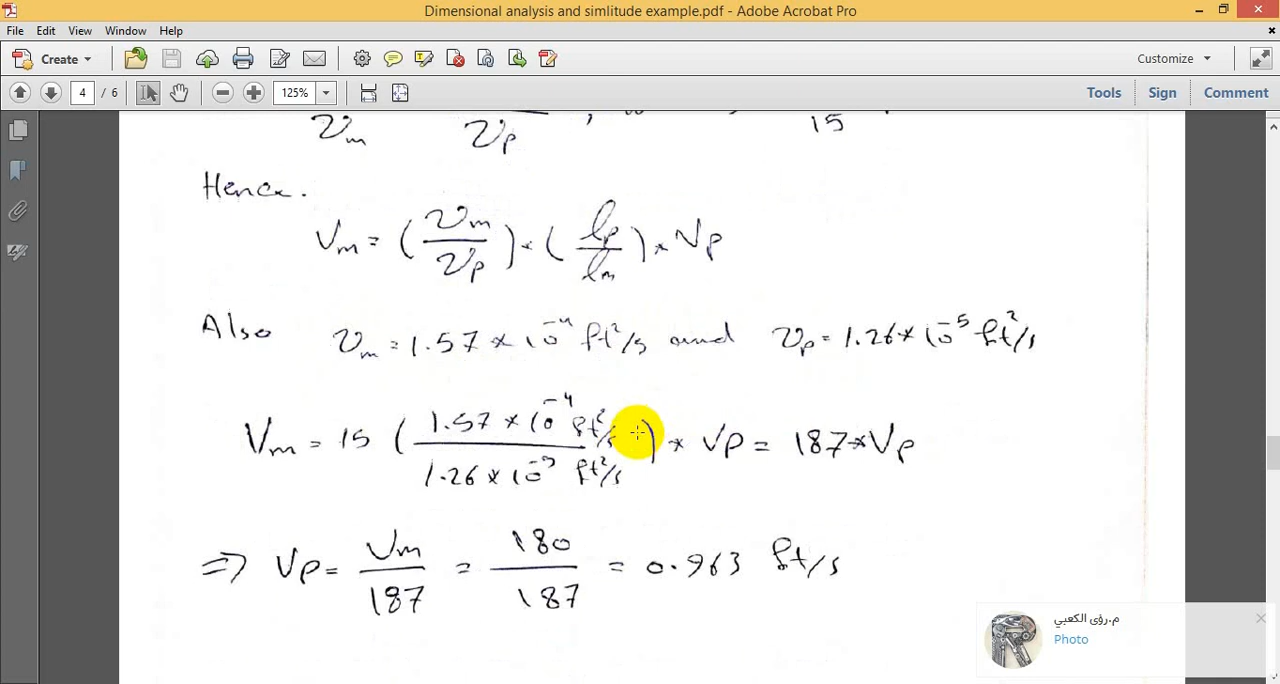 Dimensional analysis and simlitude example.pdf - Adobe Acrobat Pro
File Edit View Window Help
Create Customize
4 / 6 125% Tools Sign Comment
νm νp , 15
Hence.
Vm = (νm/νp) * (lp/lm) * Vp
Also νm = 1.57 * 10^-4 ft²/s and νp = 1.26 * 10^-5 ft²/s
Vm = 15 (1.57 * 10^-4 ft²/s / 1.26 * 10^-5 ft²/s) * Vp = 187 * Vp
⇒ Vp = Vm/187 = 180/187 = 0.963 ft/s
م.رؤى الكعبي
Photo